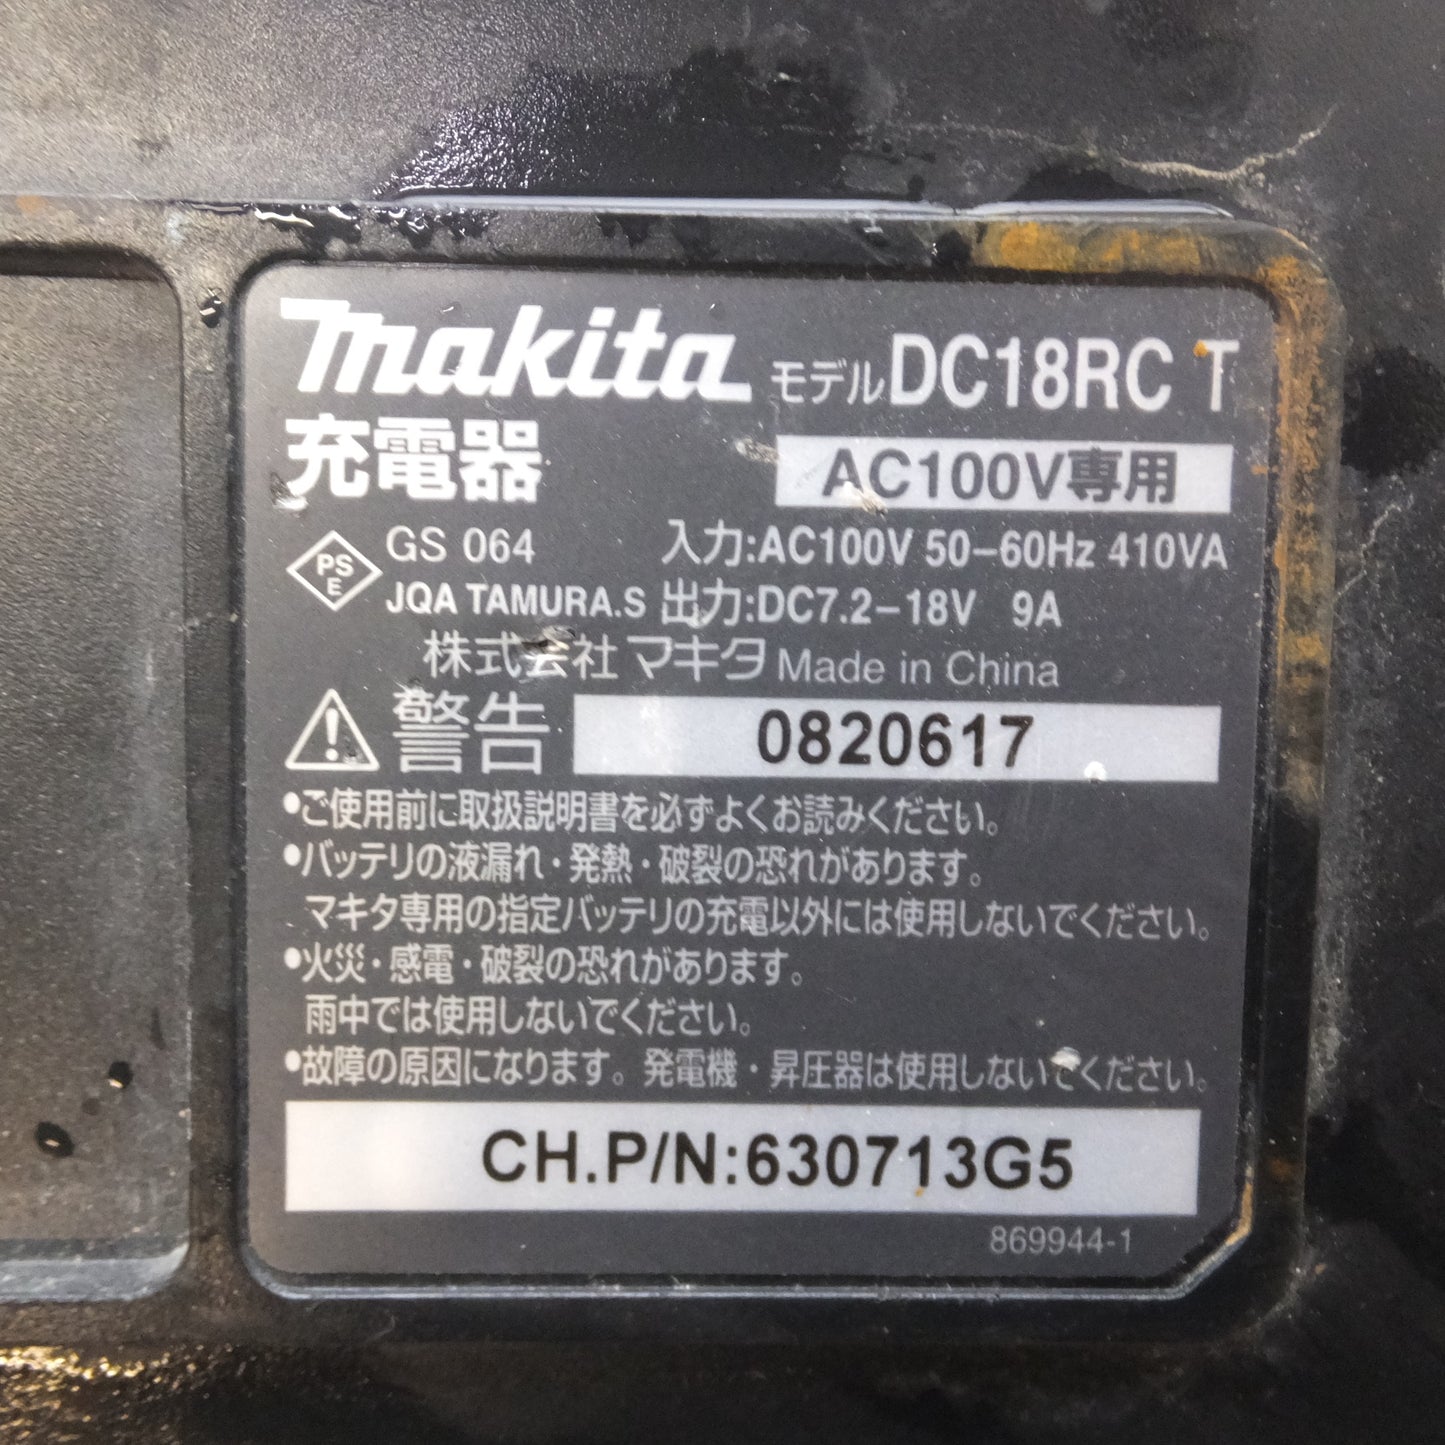 makita モデル DC18RC T
充電器
AC100V専用
PS E GS 064 入力:AC100V 50-60Hz 410VA
JQA TAMURA.S 出力:DC7.2-18V 9A
株式会社 マキタ Made in China
警告 0820617
•ご使用前に取扱説明書を必ずよくお読みください。
•バッテリの液漏れ・発熱・破裂の恐れがあります。
マキタ専用の指定バッテリの充電以外には使用しないでください。
•火災・感電・破裂の恐れがあります。
雨中では使用しないでください。
•故障の原因になります。発電機・昇圧器は使用しないでください。
CH.P/N:630713G5
869944-1